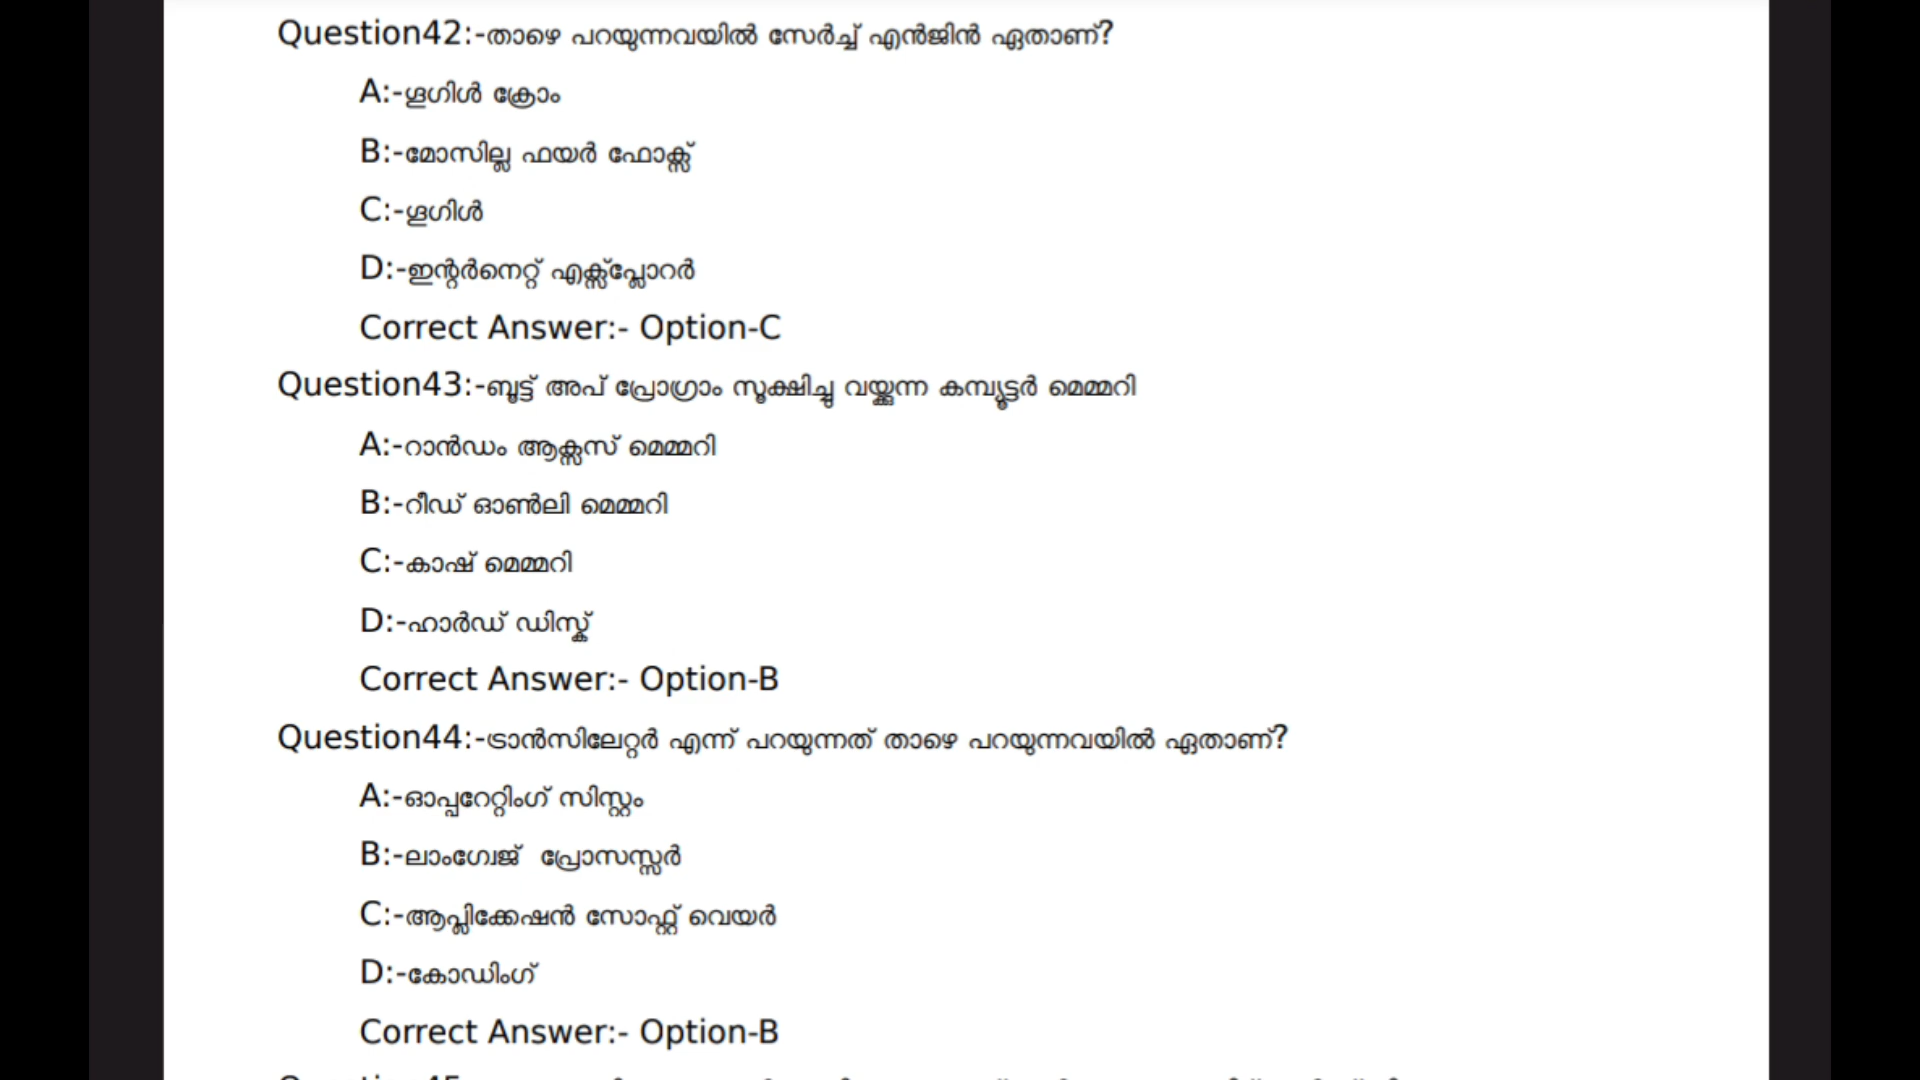 Question42:-താഴെ പറയുന്നവയിൽ സേർച്ച് എൻജിൻ ഏതാണ്?
A:-ഗൂഗിൾ ക്രോം
B:-മോസില്ല ഫയർ ഫോക്സ്
C:-ഗൂഗിൾ
D:-ഇന്റർനെറ്റ് എക്സ്പ്ലോറർ
Correct Answer:- Option-C
Question43:-ബൂട്ട് അപ് പ്രോഗ്രാം സൂക്ഷിച്ചു വയ്ക്കുന്ന കമ്പ്യൂട്ടർ മെമ്മറി
A:-റാൻഡം ആക്സസ് മെമ്മറി
B:-റീഡ് ഓൺലി മെമ്മറി
C:-കാഷ് മെമ്മറി
D:-ഹാർഡ് ഡിസ്ക്
Correct Answer:- Option-B
Question44:-ട്രാൻസിലേറ്റർ എന്ന് പറയുന്നത് താഴെ പറയുന്നവയിൽ ഏതാണ്?
A:-ഓപ്പറേറ്റിംഗ് സിസ്റ്റം
B:-ലാംഗ്വേജ് പ്രോസസ്സർ
C:-ആപ്ലിക്കേഷൻ സോഫ്റ്റ് വെയർ
D:-കോഡിംഗ്
Correct Answer:- Option-B